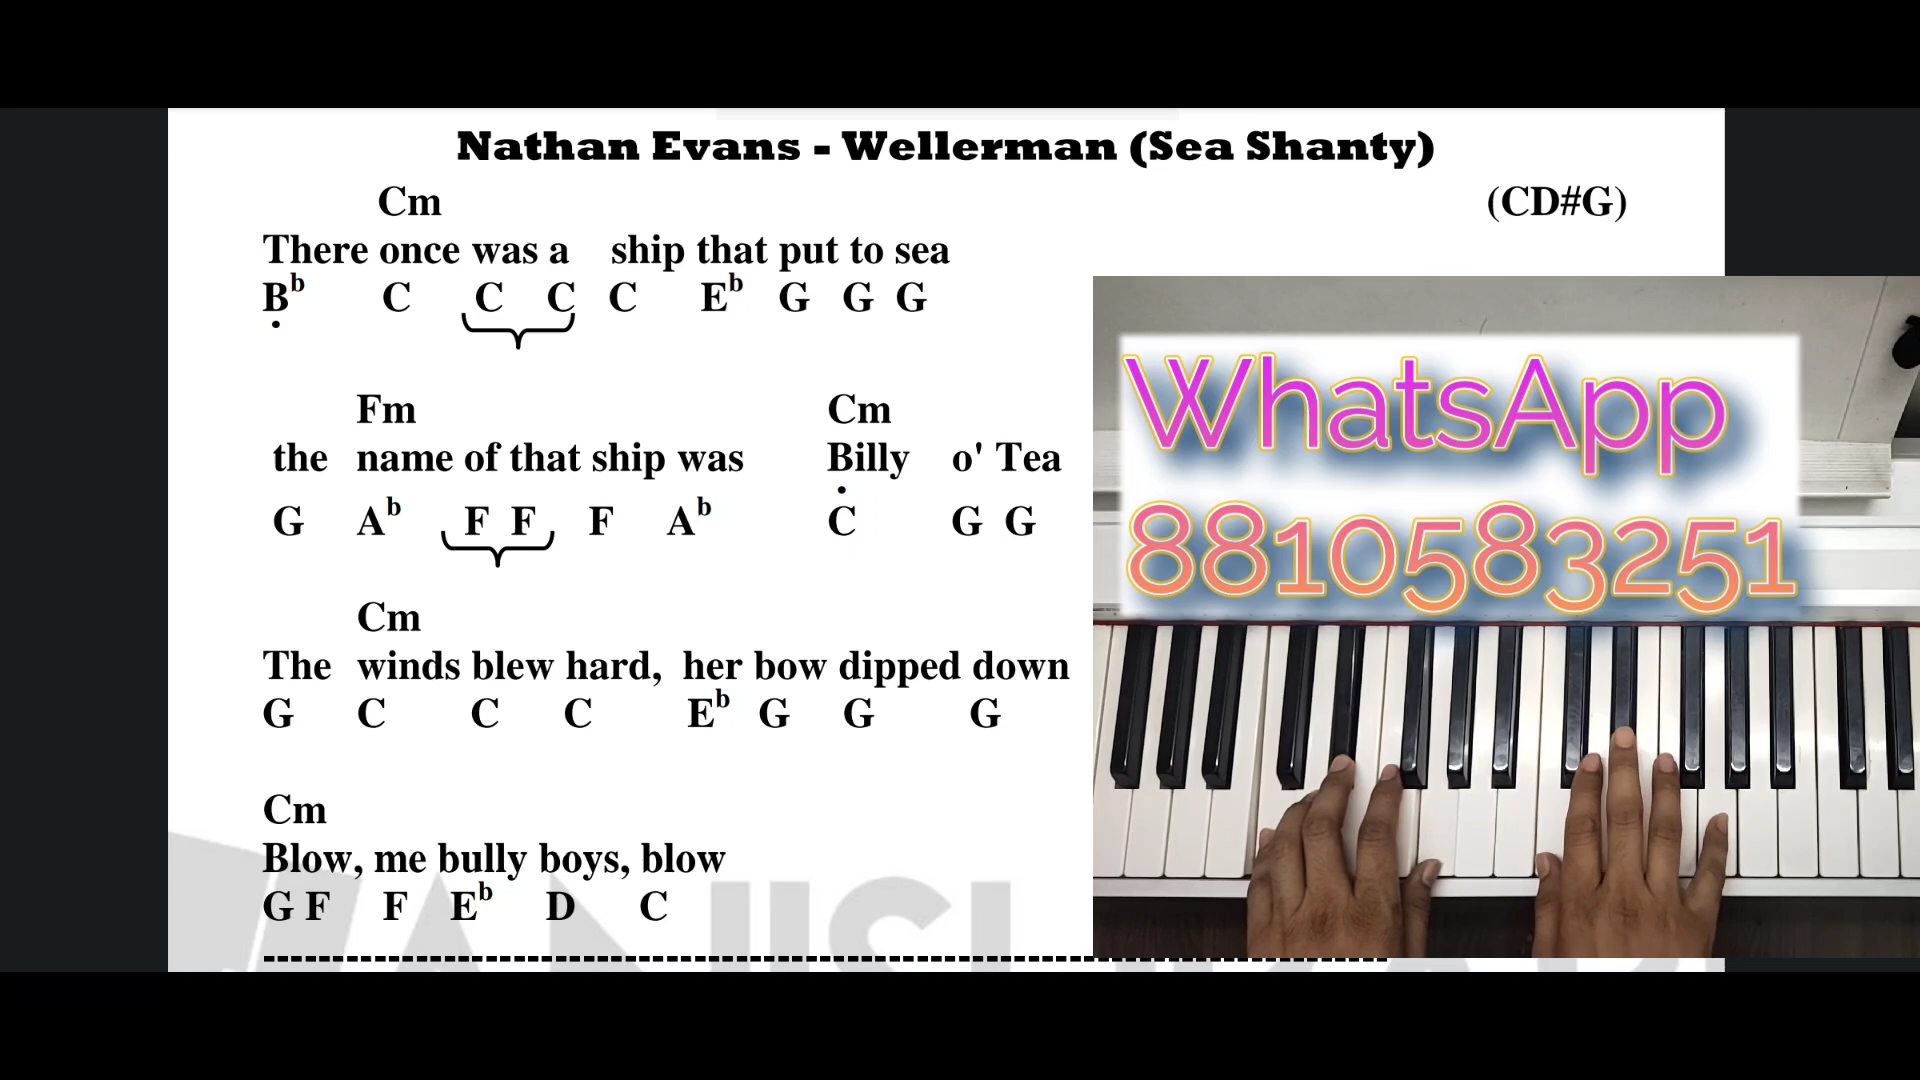 Nathan Evans - Wellerman (Sea Shanty)
Cm (CD#G)
There once was a ship that put to sea
Bb C C C C Eb G G G
Fm Cm
the name of that ship was Billy o' Tea
G Ab F F F Ab C G G
Cm
The winds blew hard, her bow dipped down
G C C C Eb G G G
Cm
Blow, me bully boys, blow
G F F Eb D C
WhatsApp
8810583251